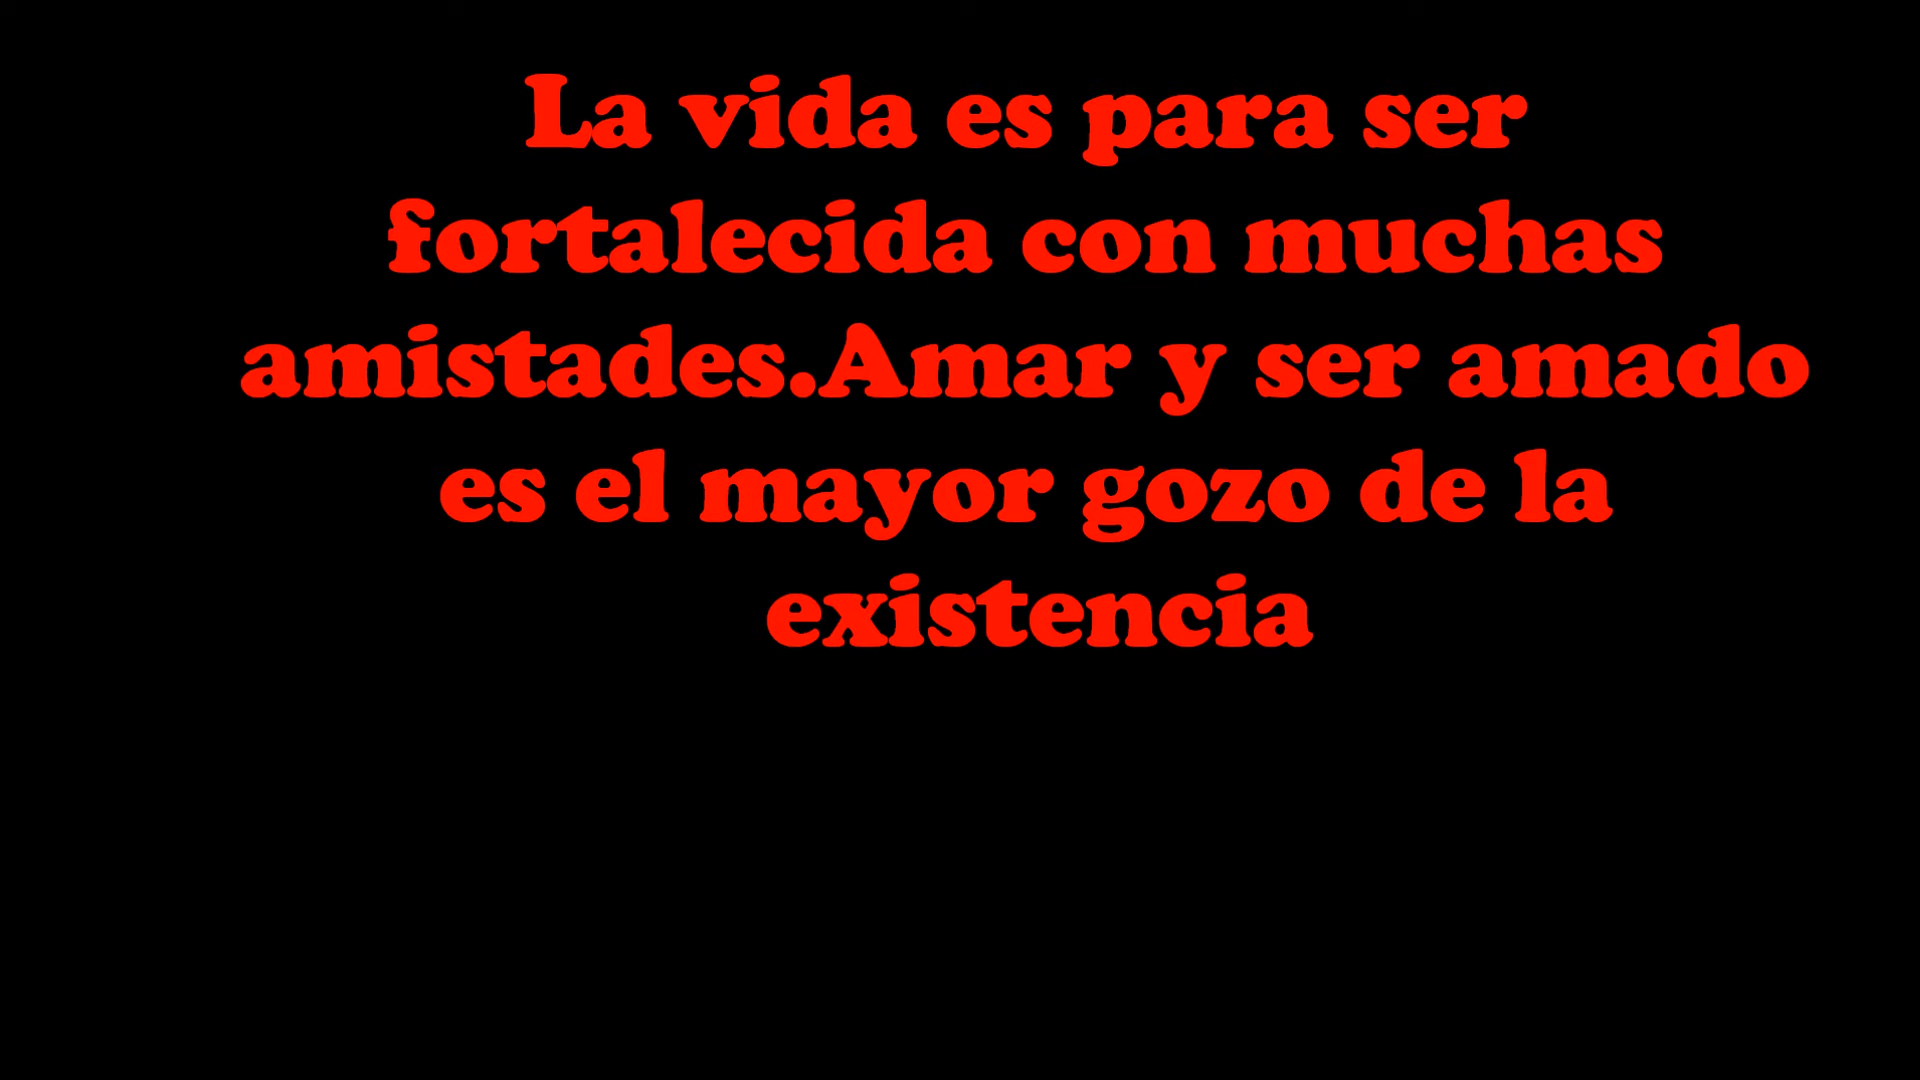 La vida es para ser
fortalecida con muchas
amistades.Amar y ser amado
es el mayor gozo de la
existencia